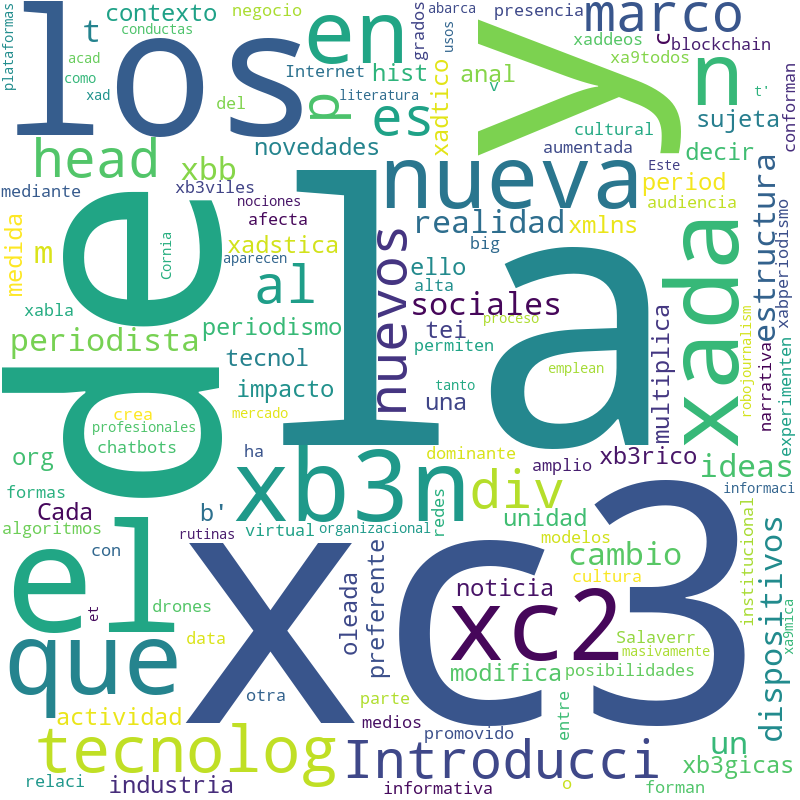 plataformas
contexto
negocio
presencia
marco
t
conductas
los
en
grados
usos
xaddeos
c
blockchain
acad
como
Internet
hist
xadtico
anal
y
xa9todos
n
conforman
xad
del
p
literatura
es
v
cultural
t'
sujeta
head
xbb
novedades
aumentada
decir
estructura
mediante
xb3viles
nociones
nueva
Este
period
audiencia
xabperiodismo
de
afecta
la
nuevos
realidad
xmlns
xada
medida
m
Cornia
xadstica
aparecen
big
ello
al
alta
sociales
multiplica
xabla
periodismo
tei
proceso
robojournalism
narrativa
experimenten
periodista
tecnol
permiten
emplean
impacto
tanto
una
crea
mercado
profesionales
chatbots
org
ha
dominante
xb3n
div
amplio
xb3rico
ideas
formas
redes
informaci
Cada
b'
unidad
algoritmos
virtual
organizacional
modelos
con
rutinas
el
xc3
oleada
preferente
cambio
institucional
dispositivos
noticia
cultura
xc2
et
drones
xa9mica
que
data
Salaverr
masivamente
modifica
posibilidades
otra
parte
entre
actividad
medios
promovido
tecnolog
Introducci
un
xb3gicas
relaci
industria
informativa
o
forman